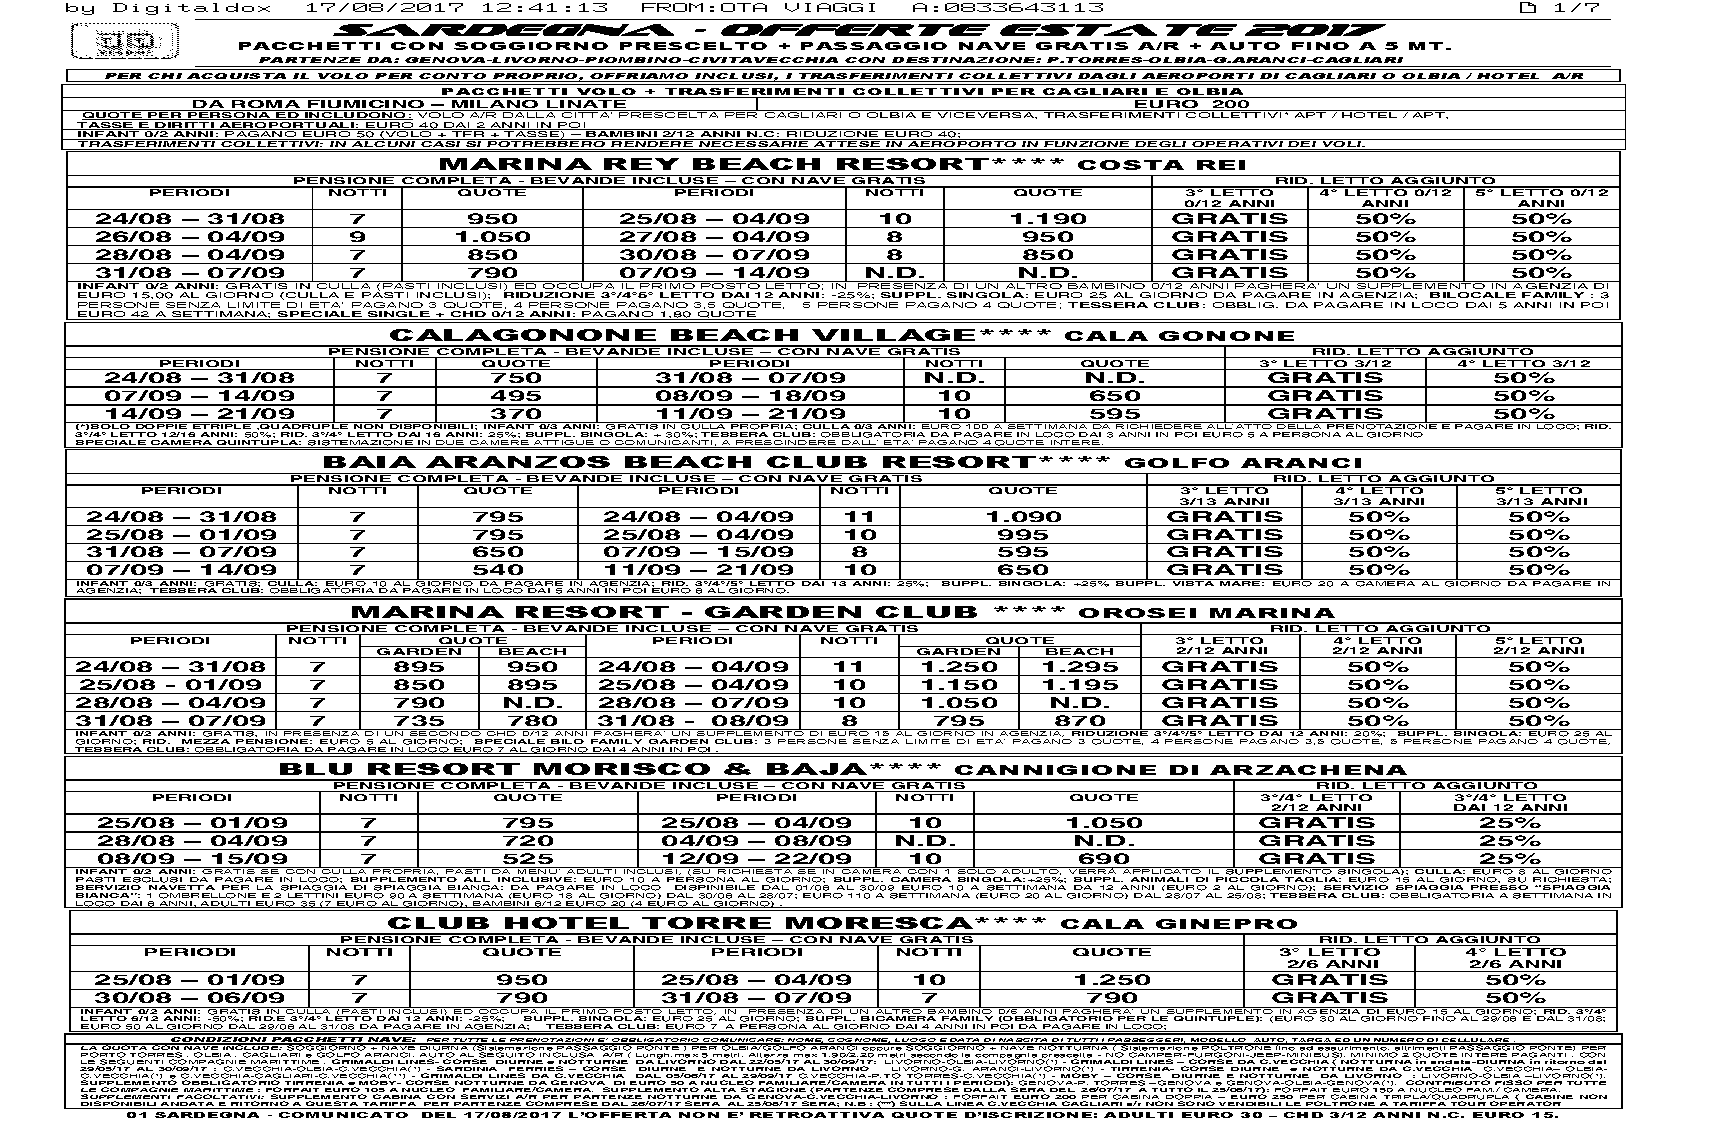 by Digitaldox 17/08/2017 12:41:13 FROM:OTA VIAGGI A:0833643113 1/7
SARDEGNA - OFFERTE ESTATE 2017
PACCHETTI CON SOGGIORNO PRESCELTO + PASSAGGIO NAVE GRATIS A/R + AUTO FINO A 5 MT.
PARTENZE DA: GENOVA-LIVORNO-PIOMBINO-CIVITAVECCHIA CON DESTINAZIONE: P.TORRES-OLBIA-G.ARANCI-CAGLIARI
PER CHI ACQUISTA IL VOLO PER CONTO PROPRIO, OFFRIAMO INCLUSI, I TRASFERIMENTI COLLETTIVI DAGLI AEROPORTI DI CAGLIARI O OLBIA / HOTEL A/R
PACCHETTI VOLO + TRASFERIMENTI COLLETTIVI PER CAGLIARI E OLBIA
DA ROMA FIUMICINO – MILANO LINATE EURO 200
QUOTE PER PERSONA ED INCLUDONO: VOLO A/R DALLA CITTA' PRESCELTA PER CAGLIARI O OLBIA E VICEVERSA, TRASFERIMENTI COLLETTIVI* APT / HOTEL / APT,
TASSE E DIRITTI AEROPORTUALI: EURO 40 DAI 2 ANNI IN POI
INFANT 0/2 ANNI: PAGANO EURO 50 (VOLO + TFR + TASSE) – BAMBINI 2/12 ANNI N.C: RIDUZIONE EURO 40;
TRASFERIMENTI COLLETTIVI: IN ALCUNI CASI SI POTREBBERO RENDERE NECESSARIE ATTESE IN AEROPORTO IN FUNZIONE DEGLI OPERATIVI DEI VOLI.
MARINA REY BEACH RESORT**** COSTA REI
PENSIONE COMPLETA - BEVANDE INCLUSE – CON NAVE GRATIS RID. LETTO AGGIUNTO
PERIODI NOTTI QUOTE PERIODI NOTTI QUOTE 3° LETTO 4° LETTO 0/12 5° LETTO 0/12
0/12 ANNI ANNI ANNI
24/08 – 31/08 7 950 25/08 – 04/09 10 1.190 GRATIS 50% 50%
26/08 – 04/09 9 1.050 27/08 – 04/09 8 950 GRATIS 50% 50%
28/08 – 04/09 7 850 30/08 – 07/09 8 850 GRATIS 50% 50%
31/08 – 07/09 7 790 07/09 – 14/09 N.D. N.D. GRATIS 50% 50%
INFANT 0/2 ANNI: GRATIS IN CULLA (PASTI INCLUSI) ED OCCUPA IL PRIMO POSTO LETTO, IN PRESENZA DI UN ALTRO BAMBINO 0/12 ANNI PAGHERA' UN SUPPLEMENTO IN AGENZIA DI
EURO 15,00 AL GIORNO (CULLA E PASTI INCLUSI); RIDUZIONE 3°/4°5° LETTO DAI 12 ANNI: -25%; SUPPL. SINGOLA: EURO 25 AL GIORNO DA PAGARE IN AGENZIA; BILOCALE FAMILY : 3
PERSONE SENZA LIMITE DI ETA' PAGANO 3 QUOTE, 4 PERSONE PAGANO 3,5 QUOTE, 5 PERSONE PAGANO 4 QUOTE; TESSERA CLUB: OBBLIG. DA PAGARE IN LOCO DAI 5 ANNI IN POI
EURO 42 A SETTIMANA; SPECIALE SINGLE + CHD 0/12 ANNI: PAGANO 1,80 QUOTE
CALAGONONE BEACH VILLAGE**** CALA GONONE
PENSIONE COMPLETA - BEVANDE INCLUSE – CON NAVE GRATIS RID. LETTO AGGIUNTO
PERIODI NOTTI QUOTE PERIODI NOTTI QUOTE 3° LETTO 3/12 4° LETTO 3/12
24/08 – 31/08 7 750 31/08 – 07/09 N.D. N.D. GRATIS 50%
07/09 – 14/09 7 495 08/09 – 18/09 10 650 GRATIS 50%
14/09 – 21/09 7 370 11/09 – 21/09 10 595 GRATIS 50%
(*)SOLO DOPPIE ETRIPLE ,QUADRUPLE NON DISPONIBILI; INFANT 0/3 ANNI: GRATIS IN CULLA PROPRIA; CULLA 0/3 ANNI: EURO 100 A SETTIMANA DA RICHIEDERE ALL'ATTO DELLA PRENOTAZIONE E PAGARE IN LOCO; RID.
3°/4° LETTO 12/16 ANNI: 50%; RID. 3°/4° LETTO DAI 16 ANNI: 25%; SUPPL. SINGOLA: + 30%; TESSERA CLUB: OBBLIGATORIA DA PAGARE IN LOCO DAI 3 ANNI IN POI EURO 5 A PERSONA AL GIORNO
SPECIALE CAMERA QUINTUPLA: SISTEMAZIONE IN DUE CAMERE ATTIGUE O COMUNICANTI, A PRESCINDERE DALL' ETA' PAGANO 4 QUOTE INTERE.
BAIA ARANZOS BEACH CLUB RESORT**** GOLFO ARANCI
PENSIONE COMPLETA - BEVANDE INCLUSE – CON NAVE GRATIS RID. LETTO AGGIUNTO
PERIODI NOTTI QUOTE PERIODI NOTTI QUOTE 3° LETTO 4° LETTO 5° LETTO
3/13 ANNI 3/13 ANNI 3/13 ANNI
24/08 – 31/08 7 795 24/08 – 04/09 11 1.090 GRATIS 50% 50%
25/08 – 01/09 7 795 25/08 – 04/09 10 995 GRATIS 50% 50%
31/08 – 07/09 7 650 07/09 – 15/09 8 595 GRATIS 50% 50%
07/09 – 14/09 7 540 11/09 – 21/09 10 650 GRATIS 50% 50%
INFANT 0/3 ANNI: GRATIS; CULLA: EURO 10 AL GIORNO DA PAGARE IN AGENZIA; RID. 3°/4°/5° LETTO DAI 13 ANNI: 25%; SUPPL. SINGOLA: +25% SUPPL. VISTA MARE: EURO 20 A CAMERA AL GIORNO DA PAGARE IN
AGENZIA; TESSERA CLUB: OBBLIGATORIA DA PAGARE IN LOCO DAI 5 ANNI IN POI EURO 6 AL GIORNO.
MARINA RESORT - GARDEN CLUB **** OROSEI MARINA
PENSIONE COMPLETA - BEVANDE INCLUSE – CON NAVE GRATIS RID. LETTO AGGIUNTO
PERIODI NOTTI QUOTE PERIODI NOTTI QUOTE 3° LETTO 4° LETTO 5° LETTO
GARDEN BEACH GARDEN BEACH 2/12 ANNI 2/12 ANNI 2/12 ANNI
24/08 – 31/08 7 895 950 24/08 – 04/09 11 1.250 1.295 GRATIS 50% 50%
25/08 - 01/09 7 850 895 25/08 – 04/09 10 1.150 1.195 GRATIS 50% 50%
28/08 – 04/09 7 790 N.D. 28/08 – 07/09 10 1.050 N.D. GRATIS 50% 50%
31/08 – 07/09 7 735 780 31/08 - 08/09 8 795 870 GRATIS 50% 50%
INFANT 0/2 ANNI: GRATIS, IN PRESENZA DI UN SECONDO CHD 0/12 ANNI PAGHERA' UN SUPPLEMENTO DI EURO 15 AL GIORNO IN AGENZIA, RIDUZIONE 3°/4°/5° LETTO DAI 12 ANNI: 20%; SUPPL. SINGOLA: EURO 25 AL
GIORNO; RID. MEZZA PENSIONE: EURO 5 AL GIORNO; SPECIALE BILO FAMILY GARDEN CLUB: 3 PERSONE SENZA LIMITE DI ETA' PAGANO 3 QUOTE, 4 PERSONE PAGANO 3,5 QUOTE, 5 PERSONE PAGANO 4 QUOTE,
TESSERA CLUB: OBBLIGATORIA DA PAGARE IN LOCO EURO 7 AL GIORNO DAI 4 ANNI IN POI .
BLU RESORT MORISCO & BAJA**** CANNIGIONE DI ARZACHENA
PENSIONE COMPLETA - BEVANDE INCLUSE – CON NAVE GRATIS RID. LETTO AGGIUNTO
PERIODI NOTTI QUOTE PERIODI NOTTI QUOTE 3°/4° LETTO 3°/4° LETTO
2/12 ANNI DAI 12 ANNI
25/08 – 01/09 7 795 25/08 – 04/09 10 1.050 GRATIS 25%
28/08 – 04/09 7 720 04/09 – 08/09 N.D. N.D. GRATIS 25%
08/09 – 15/09 7 525 12/09 – 22/09 10 690 GRATIS 25%
INFANT 0/2 ANNI: GRATIS SE CON CULLA PROPRIA, PASTI DA MENU' ADULTI INCLUSI, (SU RICHIESTA SE IN CAMERA CON 1 SOLO ADULTO, VERRA APPLICATO IL SUPPLEMENTO SINGOLA); CULLA: EURO 8 AL GIORNO
PASTI ESCLUSI DA PAGARE IN LOCO; SUPPLEMENTO ALL INCLUSIVE: EURO 10 A PERSONA AL GIORNO; SUPPL. CAMERA SINGOLA:+25%; SUPPL.ANIMALI DI PICCOLA TAGLIA: EURO 15 AL GIORNO, SU RICHIESTA;
SERVIZIO NAVETTA PER LA SPIAGGIA DI SPIAGGIA BIANCA: DA PAGARE IN LOCO DISPINIBILE DAL 01/06 AL 30/09 EURO 10 A SETTIMANA DA 12 ANNI (EURO 2 AL GIORNO); SERVIZIO SPIAGGIA PRESSO "SPIAGGIA
BIANCA": 1 OMBRELLONE E 2 LETTINI EURO 90 A SETTIMANA (EURO 15 AL GIORNO) DAL 30/06 AL 28/07; EURO 110 A SETTIMANA (EURO 20 AL GIORNO) DAL 28/07 AL 25/08; TESSERA CLUB: OBBLIGATORIA A SETTIMANA IN
LOCO DAI 6 ANNI, ADULTI EURO 35 (7 EURO AL GIORNO), BAMBINI 6/12 EURO 20 (4 EURO AL GIORNO) .
CLUB HOTEL TORRE MORESCA**** CALA GINEPRO
PENSIONE COMPLETA - BEVANDE INCLUSE – CON NAVE GRATIS RID. LETTO AGGIUNTO
PERIODI NOTTI QUOTE PERIODI NOTTI QUOTE 3° LETTO 4° LETTO
2/6 ANNI 2/6 ANNI
25/08 – 01/09 7 950 25/08 – 04/09 10 1.250 GRATIS 50%
30/08 – 06/09 7 790 31/08 – 07/09 7 790 GRATIS 50%
INFANT 0/2 ANNI: GRATIS IN CULLA (PASTI INCLUSI) ED OCCUPA IL PRIMO POSTO LETTO, IN PRESENZA DI UN ALTRO BAMBINO 0/6 ANNI PAGHERA' UN SUPPLEMENTO IN AGENZIA DI EURO 15 AL GIORNO; RID. 3°/4°
LETTO 6/12 ANNI: -50%; RID.E 3°/4° LETTO DAI 12 ANNI: -25%; SUPPL. SINGOLA: EURO 25 AL GIORNO; SUPPL. BICAMERA FAMILY (OBBLIGATORIO PER LE QUINTUPLE): (EURO 30 AL GIORNO FINO AL 29/06 E DAL 31/08;
EURO 50 AL GIORNO DAL 29/06 AL 31/08 DA PAGARE IN AGENZIA; TESSERA CLUB: EURO 7 A PERSONA AL GIORNO DAI 4 ANNI IN POI DA PAGARE IN LOCO;
CONDIZIONI PACCHETTI NAVE: PER TUTTE LE PRENOTAZIONI E OBBLIGATORIO COMUNICARE: NOME, COGNOME, LUOGO E DATA DI NASCITA DI TUTTI I PASSEGGERI, MODELLO AUTO, TARGA ED UN NUMERO DI CELLULARE
LA QUOTA CON NAVE INCLUDE: SOGGIORNO + NAVE DIURNA (Sistemazione PASSAGGIO PONTE)
01 SARDEGNA - COMUNICATO DEL 17/08/2017 L'OFFERTA NON E' RETROATTIVA QUOTE D'ISCRIZIONE: ADULTI EURO 30 – CHD 3/12 ANNI N.C. EURO 15.